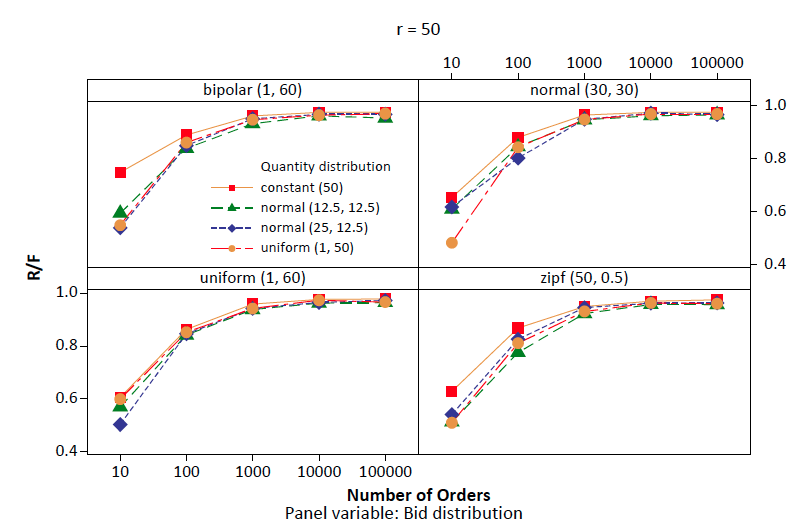 r = 50
10 100 1000 10000 100000
bipolar (1, 60) normal (30, 30)
1.0
0.8
0.6
0.4
Quantity distribution
constant (50)
normal (12.5, 12.5)
normal (25, 12.5)
uniform (1, 50)
R/F
uniform (1, 60) zipf (50, 0.5)
1.0
0.8
0.6
0.4
10 100 1000 10000 100000
Number of Orders
Panel variable: Bid distribution